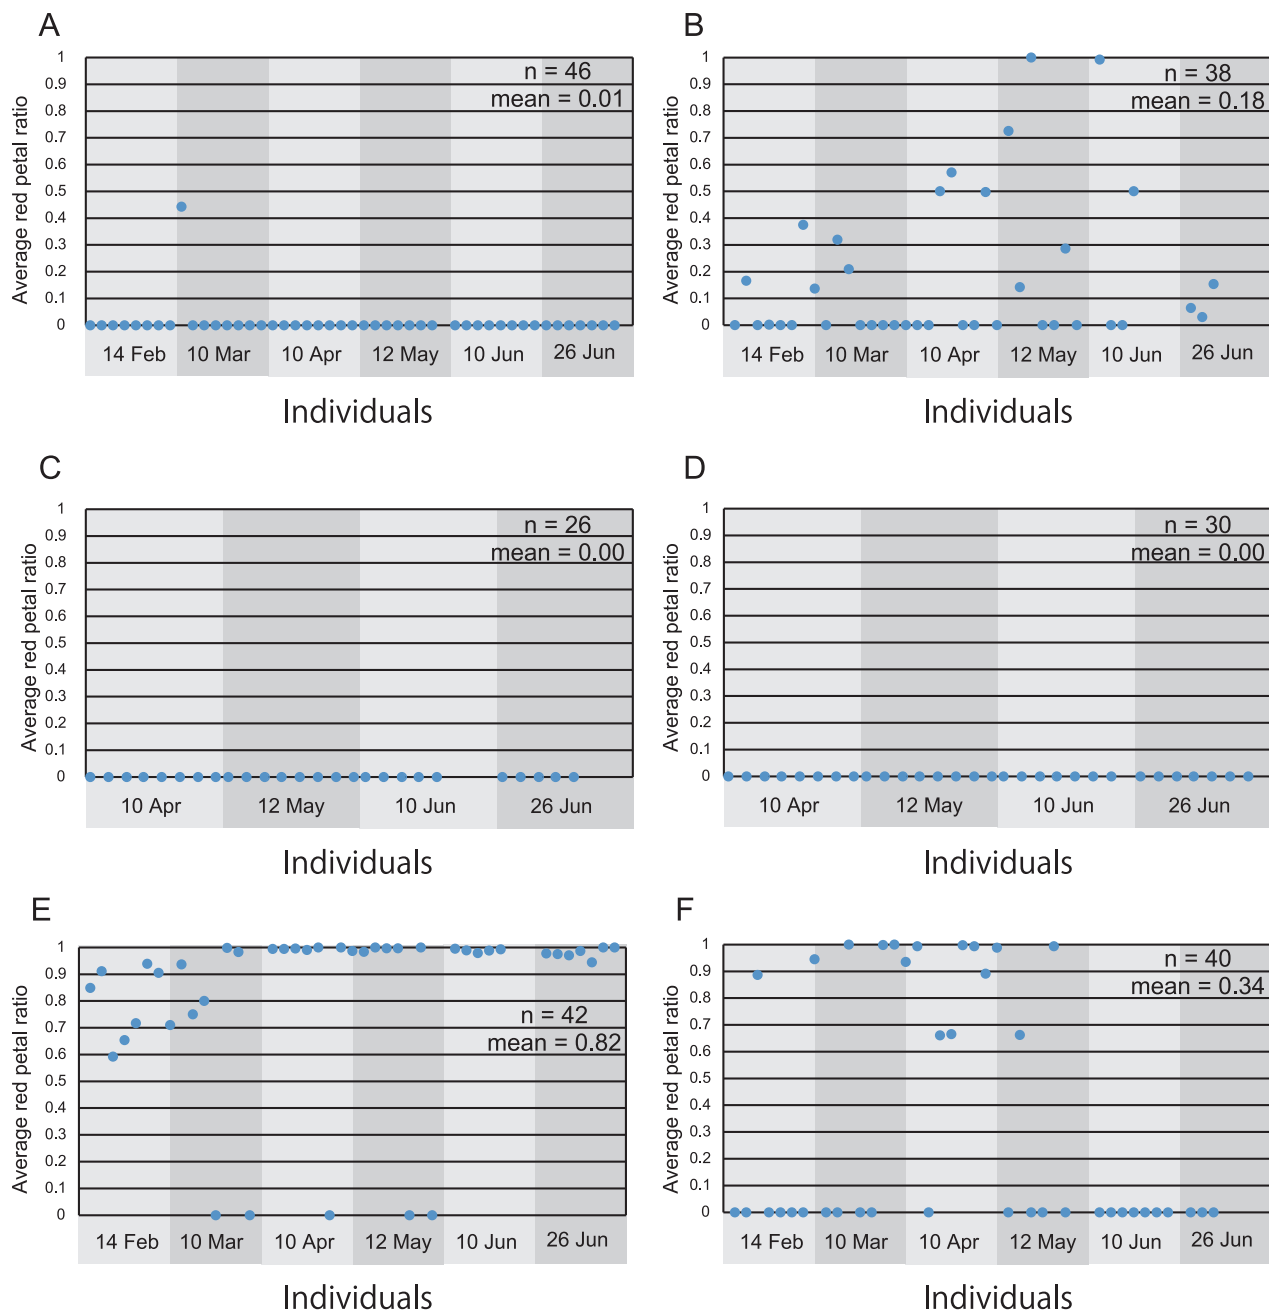 A
Average red petal ratio
1
0.9
0.8
0.7
0.6
0.5
0.4
0.3
0.2
0.1
0
n = 46
mean = 0.01
14 Feb 10 Mar 10 Apr 12 May 10 Jun 26 Jun
Individuals
B
Average red petal ratio
1
0.9
0.8
0.7
0.6
0.5
0.4
0.3
0.2
0.1
0
n = 38
mean = 0.18
14 Feb 10 Mar 10 Apr 12 May 10 Jun 26 Jun
Individuals
C
Average red petal ratio
1
0.9
0.8
0.7
0.6
0.5
0.4
0.3
0.2
0.1
0
n = 26
mean = 0.00
10 Apr 12 May 10 Jun 26 Jun
Individuals
D
Average red petal ratio
1
0.9
0.8
0.7
0.6
0.5
0.4
0.3
0.2
0.1
0
n = 30
mean = 0.00
10 Apr 12 May 10 Jun 26 Jun
Individuals
E
Average red petal ratio
1
0.9
0.8
0.7
0.6
0.5
0.4
0.3
0.2
0.1
0
n = 42
mean = 0.82
14 Feb 10 Mar 10 Apr 12 May 10 Jun 26 Jun
Individuals
F
Average red petal ratio
1
0.9
0.8
0.7
0.6
0.5
0.4
0.3
0.2
0.1
0
n = 40
mean = 0.34
14 Feb 10 Mar 10 Apr 12 May 10 Jun 26 Jun
Individuals